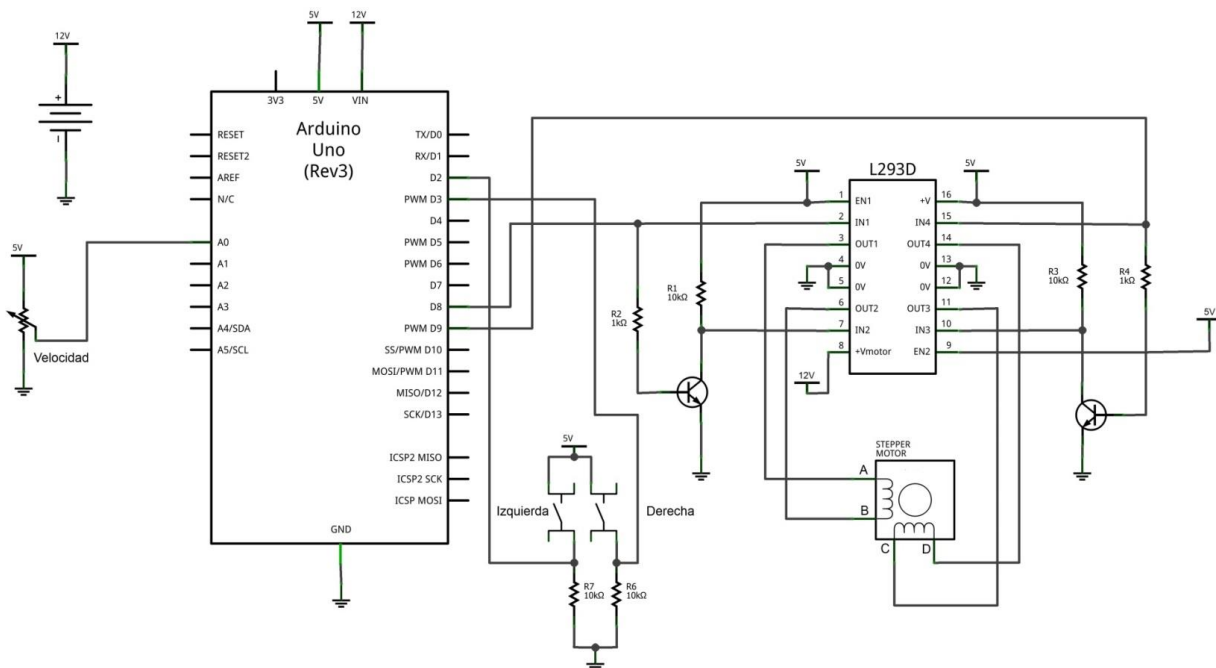 5V
12V
12V
+
-
3V3
5V
VIN
Arduino
Uno
(Rev3)
RESET
RESET2
AREF
N/C
A0
A1
A2
A3
A4/SDA
A5/SCL
TX/D0
RX/D1
D2
PWM D3
D4
PWM D5
PWM D6
D7
D8
PWM D9
SS/PWM D10
MOSI/PWM D11
MISO/D12
SCK/D13
ICSP2 MISO
ICSP2 SCK
ICSP MOSI
GND
5V
Velocidad
5V
Izquierda
Derecha
R7
10kΩ
R6
10kΩ
R2
1kΩ
R1
10kΩ
5V
L293D
5V
1
EN1
2
IN1
3
OUT1
4
0V
5
0V
6
OUT2
7
IN2
8
+Vmotor
16
+V
15
IN4
14
OUT4
13
0V
12
0V
11
OUT3
10
IN3
9
EN2
12V
R3
10kΩ
R4
1kΩ
5V
STEPPER
MOTOR
A
B
C
D